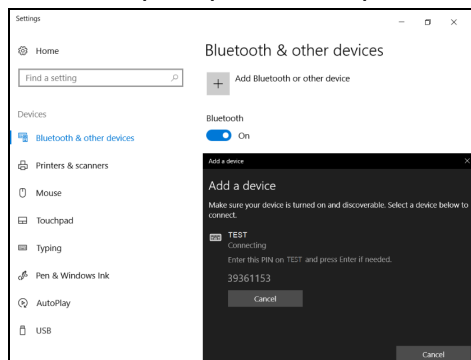 Settings
Home
Find a setting
Devices
Bluetooth & other devices
Printers & scanners
Mouse
Touchpad
Typing
Pen & Windows Ink
AutoPlay
USB
Bluetooth & other devices
Add Bluetooth or other device
Bluetooth
On
Add a device
Add a device
Make sure your device is turned on and discoverable. Select a device below to
connect.
TEST
Connecting
Enter this PIN on TEST and press Enter if needed.
39361153
Cancel
Cancel